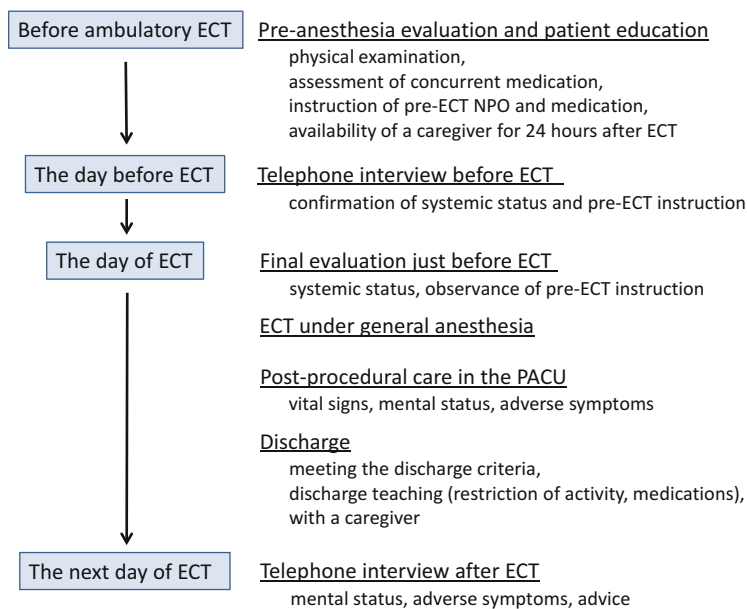 Before ambulatory ECT
Pre-anesthesia evaluation and patient education
physical examination,
assessment of concurrent medication,
instruction of pre-ECT NPO and medication,
availability of a caregiver for 24 hours after ECT
The day before ECT
Telephone interview before ECT
confirmation of systemic status and pre-ECT instruction
The day of ECT
Final evaluation just before ECT
systemic status, observance of pre-ECT instruction
ECT under general anesthesia
Post-procedural care in the PACU
vital signs, mental status, adverse symptoms
Discharge
meeting the discharge criteria,
discharge teaching (restriction of activity, medications),
with a caregiver
The next day of ECT
Telephone interview after ECT
mental status, adverse symptoms, advice